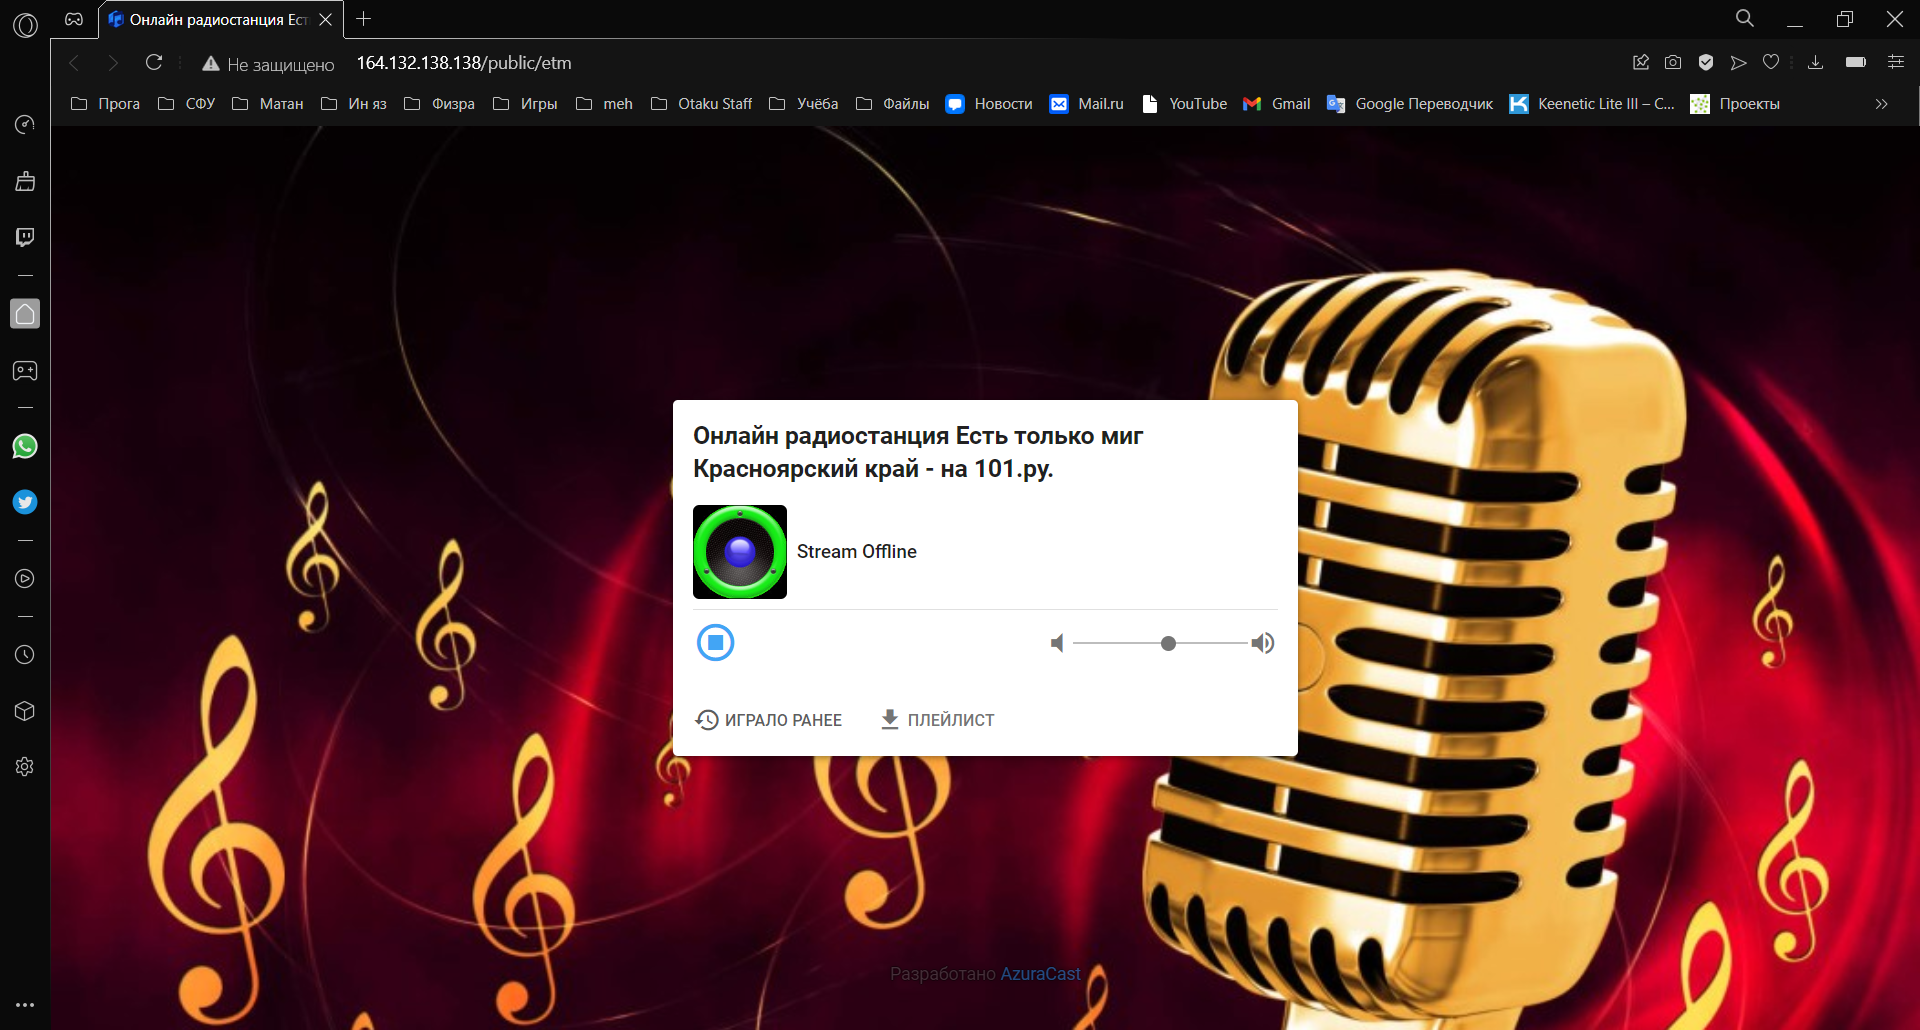 Онлайн радиостанция Ест
Не защищено 164.132.138.138/public/etm
Прога СФУ Матан Ин яз Физра Игры meh Otaku Staff Учёба Файлы Новости Mail.ru YouTube Gmail Google Переводчик Keenetic Lite III – C... Проекты
Онлайн радиостанция Есть только миг
Красноярский край - на 101.ру.
Stream Offline
ИГРАЛО РАНЕЕ ПЛЕЙЛИСТ
Разработано AzuraCast